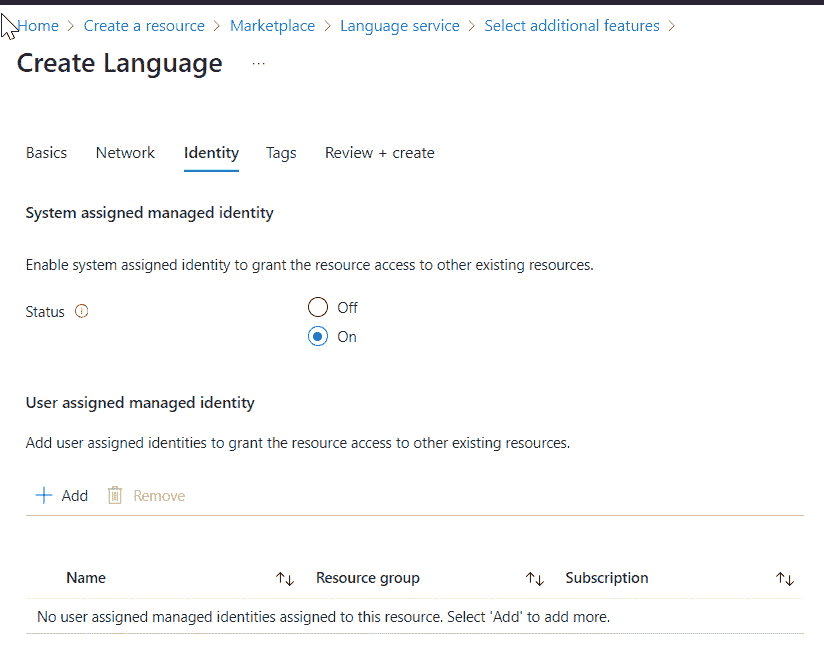 Home > Create a resource > Marketplace > Language service > Select additional features >
Create Language ...
Basics Network Identity Tags Review + create
System assigned managed identity
Enable system assigned identity to grant the resource access to other existing resources.
Status Off
On
User assigned managed identity
Add user assigned identities to grant the resource access to other existing resources.
Add Remove
Name Resource group Subscription
No user assigned managed identities assigned to this resource. Select 'Add' to add more.